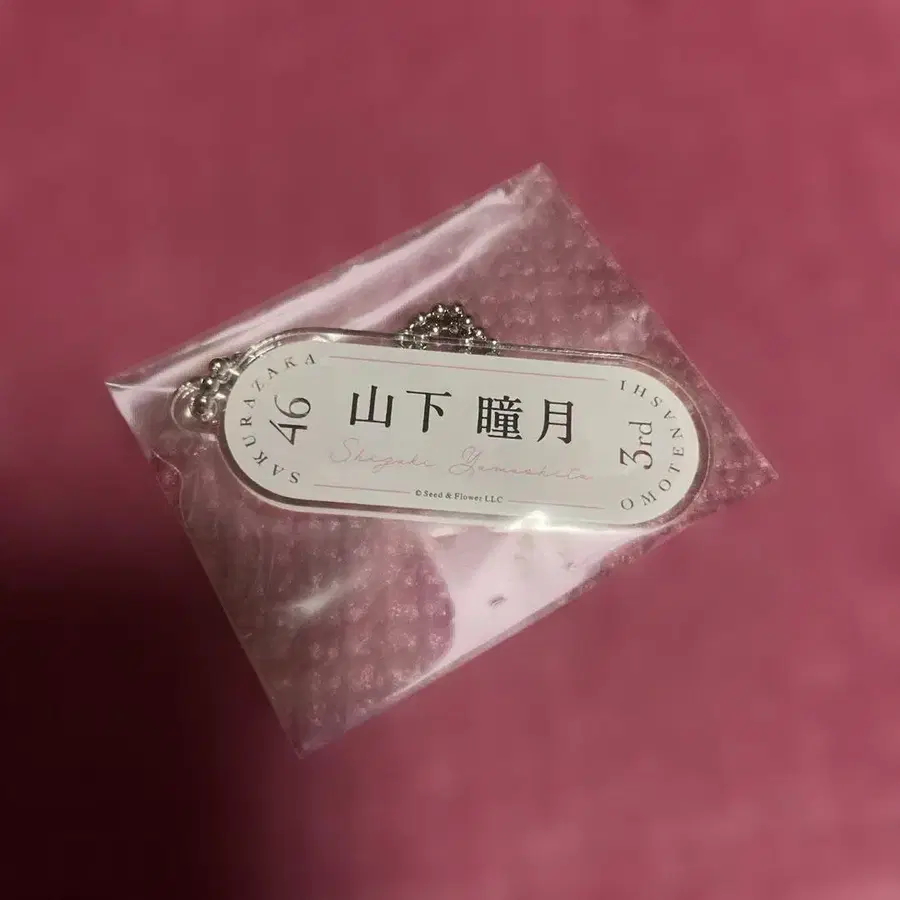 SAKURAZAKA
46
山下 瞳月
Shizuki Yamashita
© Seed & Flower LLC
3rd
OMOTENASHI